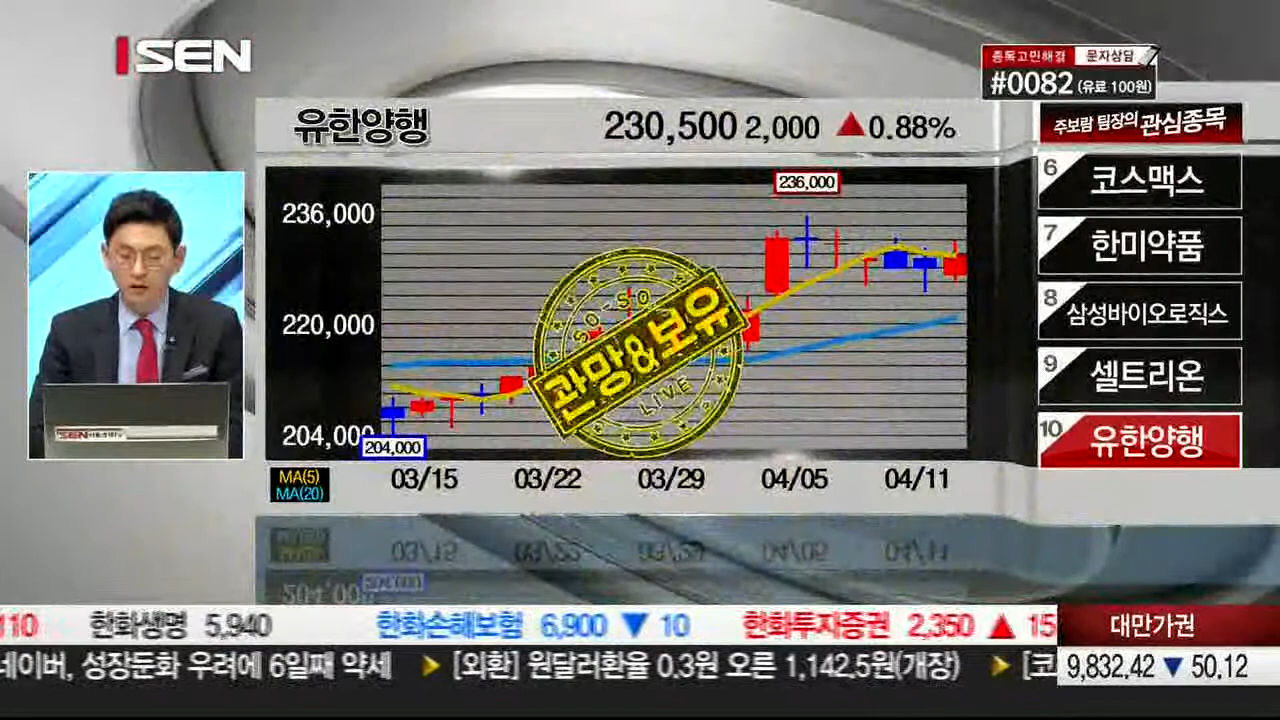 SEN
종목고민해결 문자상담
#0082 (유료 100원)
유한양행 230,500 2,000 ▲0.88%
주보람 팀장의 관심종목
6 코스맥스
7 한미약품
8 삼성바이오로직스
9 셀트리온
10 유한양행
236,000
236,000
220,000
204,000
204,000
SO-SO
관망&보유
LIVE
MA(5)
MA(20)
03/15 03/22 03/29 04/05 04/11
SEN
110 한화생명 5,940 한화손해보험 6,900 ▼ 10 한화투자증권 2,350 ▲ 15
대만가권
네이버, 성장둔화 우려에 6일째 약세 ▶ [외환] 원달러환율 0.3원 오른 1,142.5원(개장) ▶ [코
9,832.42 ▼ 50.12